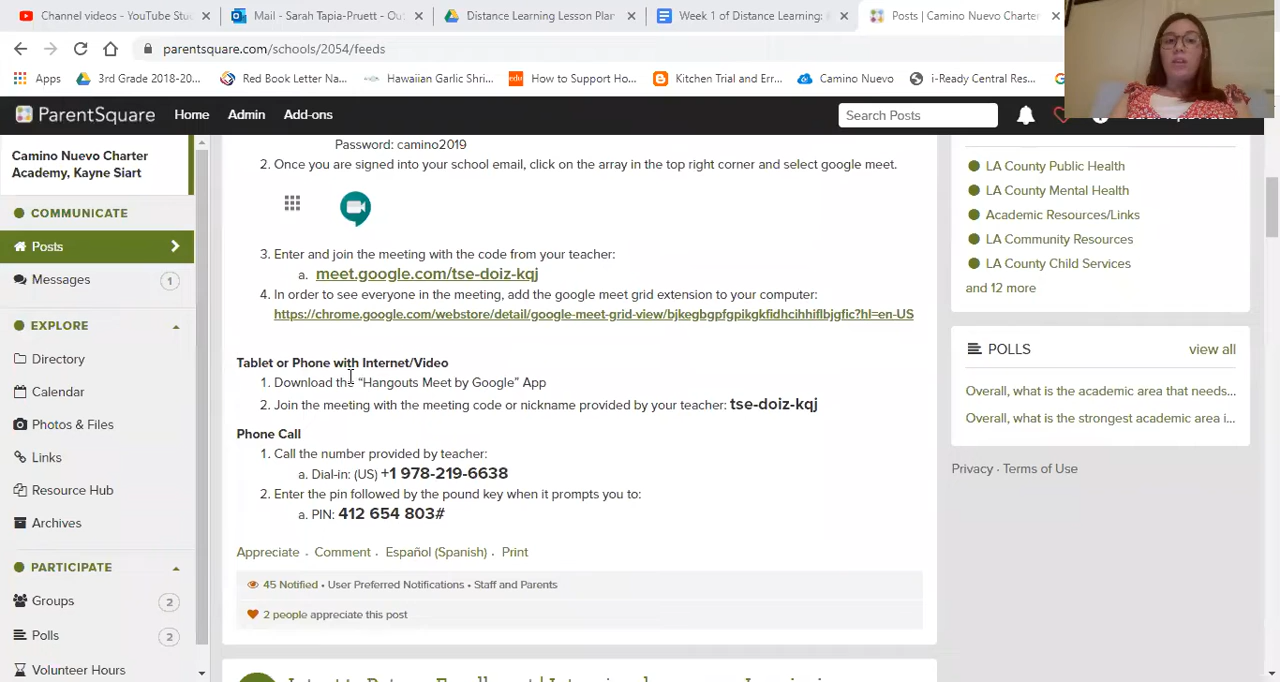 Channel videos - YouTube Stu
Mail - Sarah Tapia-Pruett - Ou
Distance Learning Lesson Plar
Week 1 of Distance Learning:
Posts | Camino Nuevo Charter
parentsquare.com/schools/2054/feeds
Apps
3rd Grade 2018-20...
Red Book Letter Na...
Hawaiian Garlic Shri...
edu
How to Support Ho...
Kitchen Trial and Err...
Camino Nuevo
i-Ready Central Res...
ParentSquare
Home
Admin
Add-ons
Search Posts
Camino Nuevo Charter
Academy, Kayne Siart
COMMUNICATE
Posts
Messages
1
EXPLORE
Directory
Calendar
Photos & Files
Links
Resource Hub
Archives
PARTICIPATE
Groups
2
Polls
2
Volunteer Hours
Password: camino2019
2. Once you are signed into your school email, click on the array in the top right corner and select google meet.
3. Enter and join the meeting with the code from your teacher:
a. meet.google.com/tse-doiz-kqj
4. In order to see everyone in the meeting, add the google meet grid extension to your computer:
https://chrome.google.com/webstore/detail/google-meet-grid-view/bjkegbgpfgpikgkfidhcihhiflbjgfic?hl=en-US
Tablet or Phone with Internet/Video
1. Download the “Hangouts Meet by Google” App
2. Join the meeting with the meeting code or nickname provided by your teacher: tse-doiz-kqj
Phone Call
1. Call the number provided by teacher:
a. Dial-in: (US) +1 978-219-6638
2. Enter the pin followed by the pound key when it prompts you to:
a. PIN: 412 654 803#
Appreciate · Comment · Español (Spanish) · Print
45 Notified • User Preferred Notifications • Staff and Parents
2 people appreciate this post
LA County Public Health
LA County Mental Health
Academic Resources/Links
LA Community Resources
LA County Child Services
and 12 more
POLLS
view all
Overall, what is the academic area that needs...
Overall, what is the strongest academic area i...
Privacy · Terms of Use